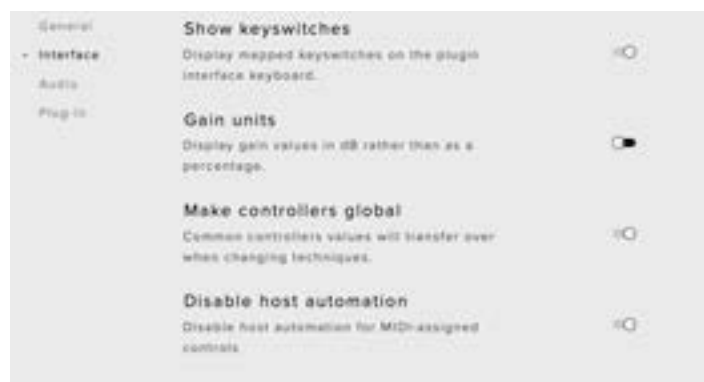 General
Interface
Audio
Plug-in
Show keyswitches
Display mapped keyswitches on the plugin
interface keyboard.
Gain units
Display gain values in dB rather than as a
percentage.
Make controllers global
Common controllers values will transfer over
when changing techniques.
Disable host automation
Disable host automation for MIDI-assigned
controls